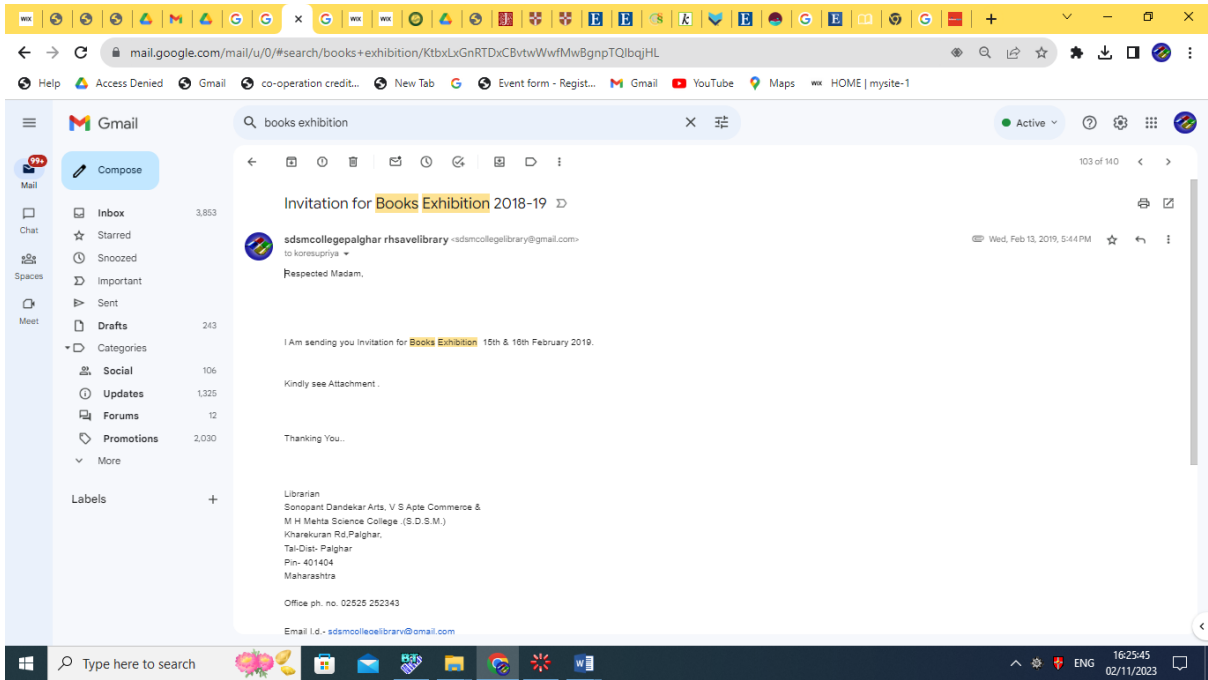 mail.google.com/mail/u/0/#search/books+exhibition/KtbxLxGnRTDxCBvtwWwfMwBgnpTQlbqjHL
Help Access Denied Gmail co-operation credit... New Tab Event form - Regist... Gmail YouTube Maps HOME | mysite-1
Gmail
books exhibition
Active
99+
Mail
Chat
Spaces
Meet
Compose
Inbox 3,853
Starred
Snoozed
Important
Sent
Drafts 243
Categories
Social 106
Updates 1,325
Forums 12
Promotions 2,030
More
Labels
103 of 140
Invitation for Books Exhibition 2018-19
sdsmcollegepalghar rhsavelibrary <sdsmcollegelibrary@gmail.com>
Wed, Feb 13, 2019, 5:44 PM
to koresupriya
Respected Madam,
I Am sending you Invitation for Books Exhibition 15th & 16th February 2019.
Kindly see Attachment .
Thanking You..
Librarian
Sonopant Dandekar Arts, V S Apte Commerce &
M H Mehta Science College .(S.D.S.M.)
Kharekuran Rd,Palghar,
Tal-Dist- Palghar
Pin- 401404
Maharashtra
Office ph. no. 02525 252343
Email I.d.- sdsmcollegelibrary@gmail.com
Type here to search
ENG
16:25:45
02/11/2023